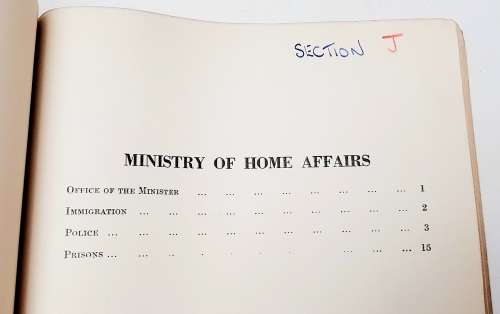 SECTION J
MINISTRY OF HOME AFFAIRS
OFFICE OF THE MINISTER ... ... ... ... ... ... ... ... 1
IMMIGRATION ... ... ... ... ... ... ... ... ... ... 2
POLICE ... ... ... ... ... ... ... ... ... ... ... 3
PRISONS ... ... ... .. . . . . ... ... ... 15